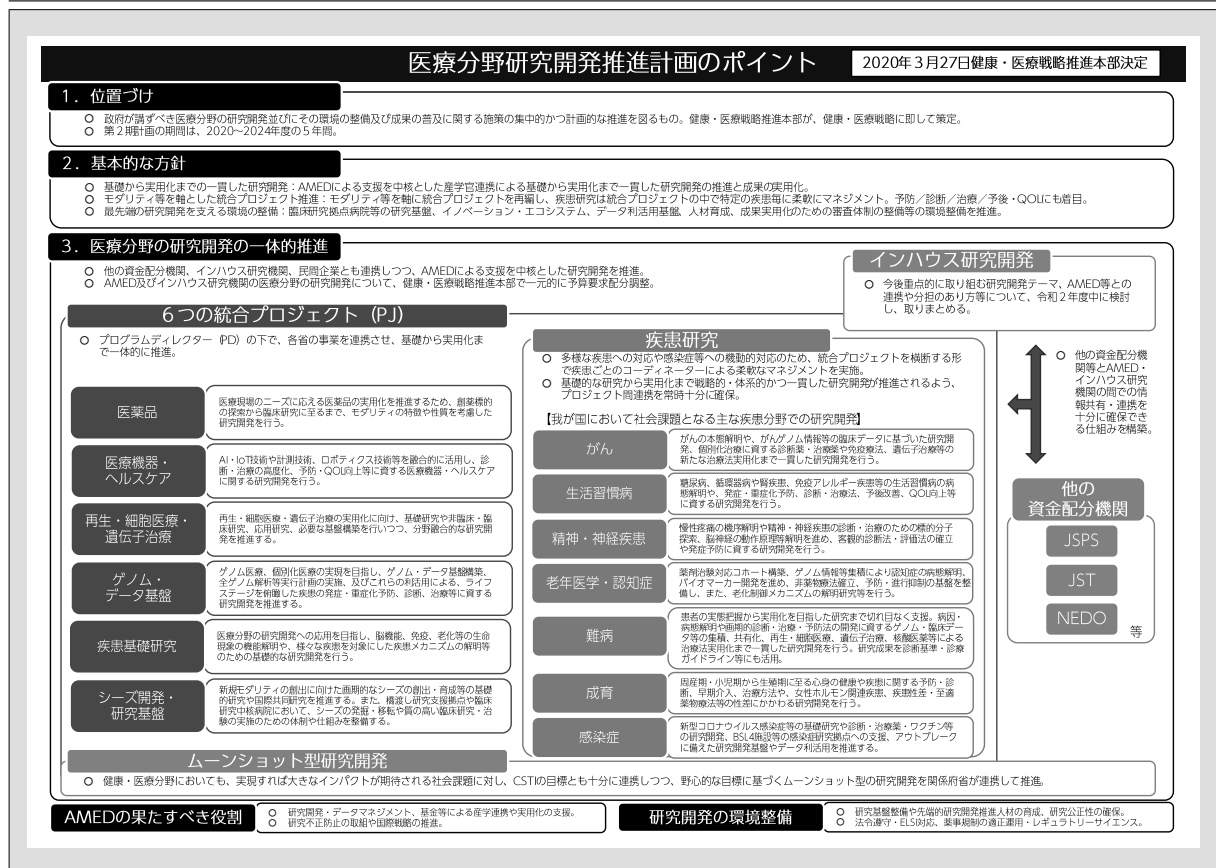 医療分野研究開発推進計画のポイント
2020年3月27日健康・医療戦略推進本部決定
1．位置づけ
○ 政府が講ずべき医療分野の研究開発並びにその環境の整備及び成果の普及に関する施策の集中的かつ計画的な推進を図るもの。健康・医療戦略推進本部が、健康・医療戦略に即して策定。
○ 第2期計画の期間は、2020～2024年度の5年間。
2．基本的な方針
○ 基礎から実用化までの一貫した研究開発：AMEDによる支援を中核とした産学官連携による基礎から実用化まで一貫した研究開発の推進と成果の実用化。
○ モダリティ等を軸とした統合プロジェクト推進：モダリティ等を軸に統合プロジェクトを再編し、疾患研究は統合プロジェクトの中で特定の疾患毎に柔軟にマネジメント。予防／診断／治療／予後・QOLにも着目。
○ 最先端の研究開発を支える環境の整備：臨床研究拠点病院等の研究基盤、イノベーション・エコシステム、データ利活用基盤、人材育成、成果実用化のための審査体制の整備等の環境整備を推進。
3．医療分野の研究開発の一体的推進
○ 他の資金配分機関、インハウス研究機関、民間企業とも連携しつつ、AMEDによる支援を中核とした研究開発を推進。
○ AMED及びインハウス研究機関の医療分野の研究開発について、健康・医療戦略推進本部で一元的に予算要求配分調整。
インハウス研究開発
○ 今後重点的に取り組む研究開発テーマ、AMED等との
連携や分担のあり方等について、令和2年度中に検討
し、取りまとめる。
6つの統合プロジェクト（PJ）
○ プログラムディレクター（PD）の下で、各省の事業を連携させ、基礎から実用化ま
で一体的に推進。
医薬品
医療現場のニーズに応える医薬品の実用化を推進するため、創薬標的
の探索から臨床研究に至るまで、モダリティの特徴や性質を考慮した
研究開発を行う。
医療機器・
ヘルスケア
AI・IoT技術や計測技術、ロボティクス技術等を融合的に活用し、診
断・治療の高度化、予防・QOL向上等に資する医療機器・ヘルスケア
に関する研究開発を行う。
再生・細胞医療・
遺伝子治療
再生・細胞医療・遺伝子治療の実用化に向け、基礎研究や非臨床・臨
床研究、応用研究、必要な基盤構築を行いつつ、分野融合的な研究開
発を推進する。
ゲノム・
データ基盤
ゲノム医療、個別化医療の実現を目指し、ゲノム・データ基盤構築、
全ゲノム解析等実行計画の実施、及びこれらの利活用による、ライフ
ステージを俯瞰した疾患の発症・重症化予防、診断、治療等に資する
研究開発を推進する。
疾患基礎研究
医療分野の研究開発への応用を目指し、脳機能、免疫、老化等の生命
現象の機能解明や、様々な疾患を対象にした疾患メカニズムの解明等
のための基礎的な研究開発を行う。
シーズ開発・
研究基盤
新規モダリティの創出に向けた画期的なシーズの創出・育成等の基礎
的研究や国際共同研究を推進する。また、橋渡し研究支援拠点や臨床
研究中核病院において、シーズの発掘・移転や質の高い臨床研究・治
験の実施のための体制や仕組みを整備する。
疾患研究
○ 多様な疾患への対応や感染症等への機動的対応のため、統合プロジェクトを横断する形
で疾患ごとのコーディネーターによる柔軟なマネジメントを実施。
○ 基礎的な研究から実用化まで戦略的・体系的かつ一貫した研究開発が推進されるよう、
プロジェクト間連携を常時十分に確保。
【我が国において社会課題となる主な疾患分野での研究開発】
がん
がんの本態解明や、がんゲノム情報等の臨床データに基づいた研究開
発、個別化治療に資する診断薬・治療薬や免疫療法、遺伝子治療等の
新たな治療法実用化まで一貫した研究開発を行う。
生活習慣病
糖尿病、循環器病や腎疾患、免疫アレルギー疾患等の生活習慣病の病
態解明や、発症・重症化予防、診断・治療法、予後改善、QOL向上等
に資する研究開発を行う。
精神・神経疾患
慢性疼痛の機序解明や精神・神経疾患の診断・治療のための標的分子
探索、脳神経の動作原理等解明を進め、客観的診断法・評価法の確立
や発症予防に資する研究開発を行う。
老年医学・認知症
薬剤治験対応コホート構築、ゲノム情報等集積により認知症の病態解明、
バイオマーカー開発を進め、非薬物療法確立、予防・進行抑制の基盤を整
備し、また、老化制御メカニズムの解明研究等を行う。
難病
患者の実態把握から実用化を目指した研究まで切れ目なく支援。病因・
病態解明や画期的診断・治療・予防法の開発に資するゲノム・臨床デー
タ等の集積、共有化、再生・細胞医療、遺伝子治療、核酸医薬等による
治療法実用化まで一貫した研究開発を行う。研究成果を診断基準・診療
ガイドライン等にも活用。
成育
周産期・小児期から生殖期に至る心身の健康や疾患に関する予防・診
断、早期介入、治療方法や、女性ホルモン関連疾患、疾患性差・至適
薬物療法等の性差にかかわる研究開発を行う。
感染症
新型コロナウイルス感染症等の基礎研究や診断・治療薬・ワクチン等
の研究開発、BSL4施設等の感染症研究拠点への支援、アウトブレーク
に備えた研究開発基盤やデータ利活用を推進する。
○ 他の資金配分機
関等とAMED・
インハウス研究
機関の間での情
報共有・連携を
十分に確保でき
る仕組みを構築。
他の
資金配分機関
JSPS
JST
NEDO
等
ムーンショット型研究開発
○ 健康・医療分野においても、実現すれば大きなインパクトが期待される社会課題に対し、CSTIの目標とも十分に連携しつつ、野心的な目標に基づくムーンショット型の研究開発を関係府省が連携して推進。
AMEDの果たすべき役割
○ 研究開発・データマネジメント、基金等による産学連携や実用化の支援。
○ 研究不正防止の取組や国際戦略の推進。
研究開発の環境整備
○ 研究基盤整備や先端的研究開発推進人材の育成、研究公正性の確保。
○ 法令遵守・ELSI対応、薬事規制の適正運用・レギュラトリーサイエンス。